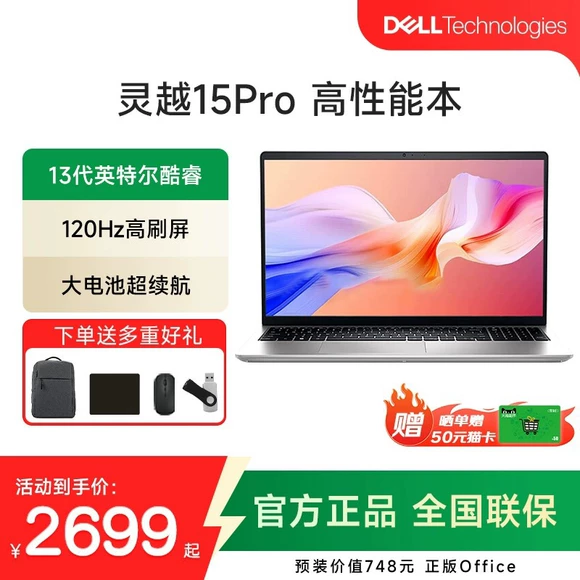 DELL Technologies
灵越15Pro 高性能本
13代英特尔酷睿
120Hz高刷屏
大电池超续航
下单送多重好礼
赠
晒单赠
50元猫卡
活动到手价：
¥2699起
官方正品 全国联保
预装价值748元 正版Office